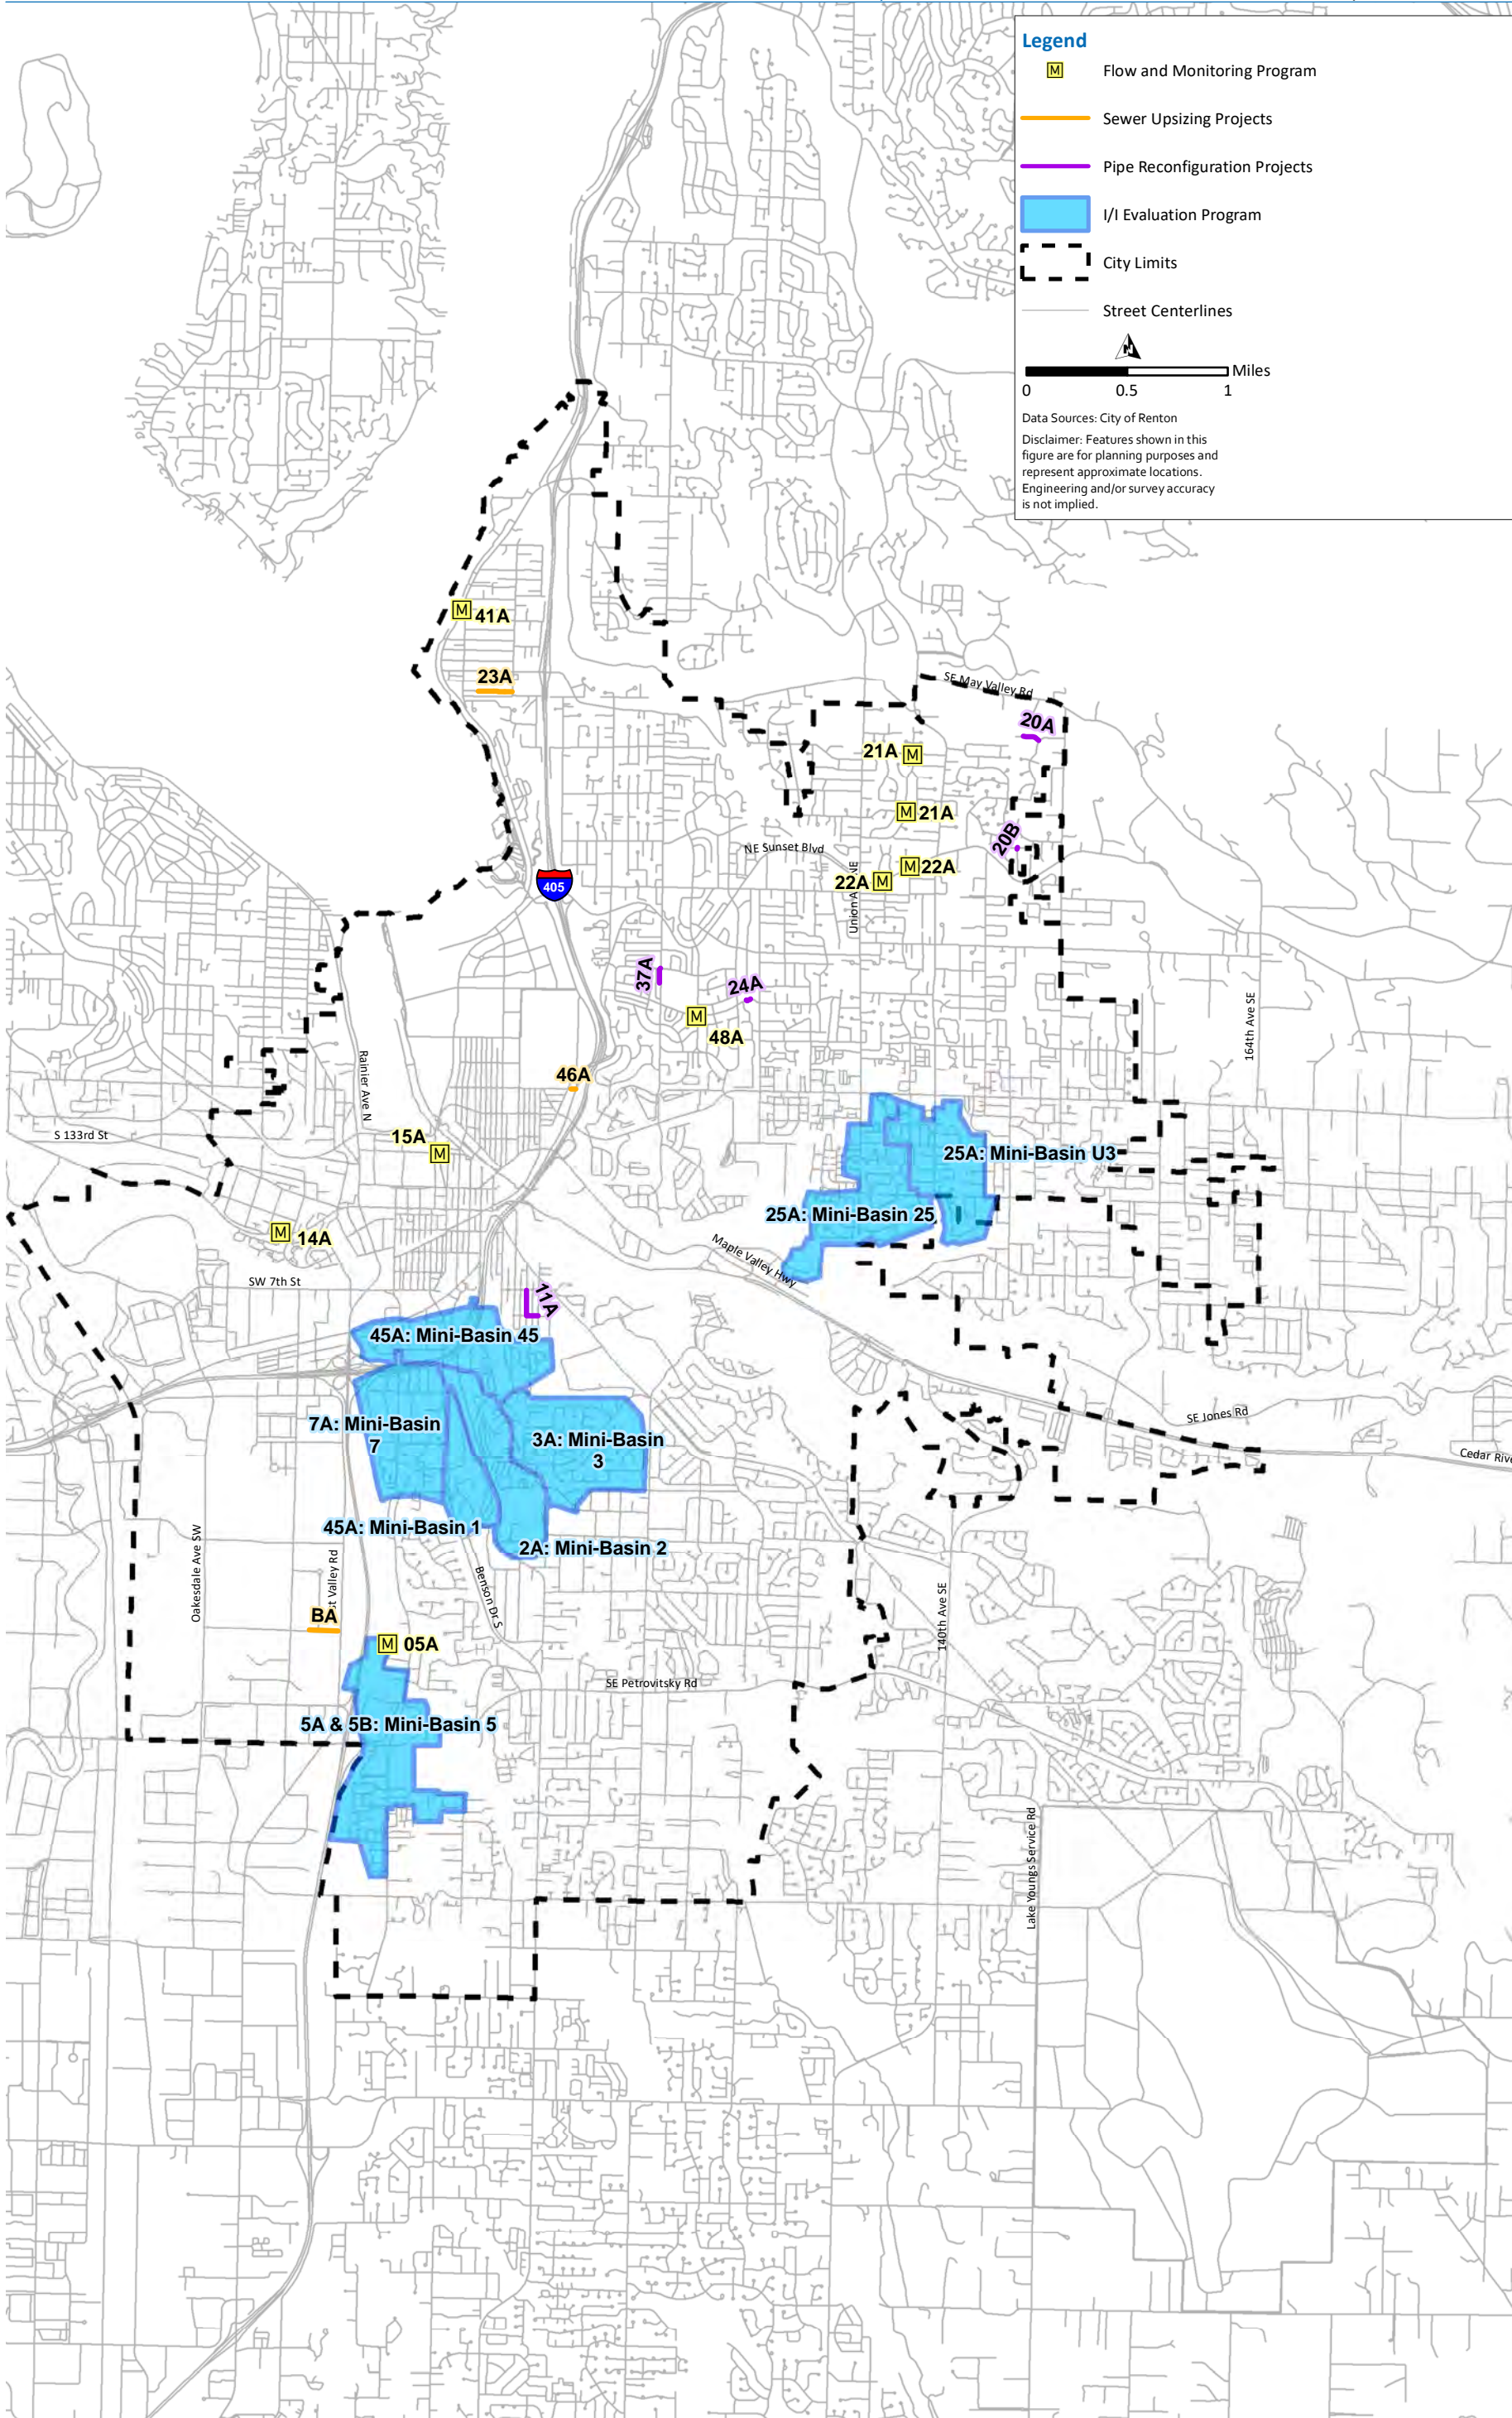 Legend
M Flow and Monitoring Program
Sewer Upsizing Projects
Pipe Reconfiguration Projects
I/I Evaluation Program
City Limits
Street Centerlines
N
Miles
0 0.5 1
Data Sources: City of Renton
Disclaimer: Features shown in this
figure are for planning purposes and
represent approximate locations.
Engineering and/or survey accuracy
is not implied.
M 41A
23A
SE May Valley Rd
20A
21A M
M 21A
20B
NE Sunset Blvd
M 22A
22A M
405
37A
24A
M
48A
164th Ave SE
Rainier Ave N
46A
S 133rd St
15A
M
25A: Mini-Basin U3
25A: Mini-Basin 25
M 14A
Maple Valley Hwy
SW 7th St
11A
45A: Mini-Basin 45
SE Jones Rd
7A: Mini-Basin
7
3A: Mini-Basin
3
45A: Mini-Basin 1
2A: Mini-Basin 2
Oakesdale Ave SW
Valley Rd
Benson Dr S
140th Ave SE
BA
M 05A
SE Petrovitsky Rd
5A & 5B: Mini-Basin 5
Lake Youngs Service Rd